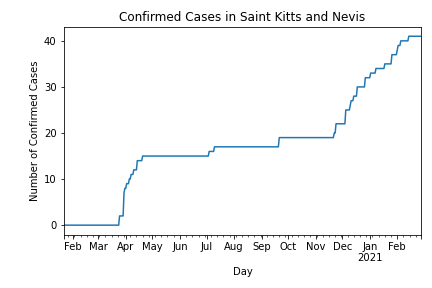 Confirmed Cases in Saint Kitts and Nevis
Number of Confirmed Cases
40
30
20
10
0
Feb Mar Apr May Jun Jul Aug Sep Oct Nov Dec Jan Feb
2021
Day